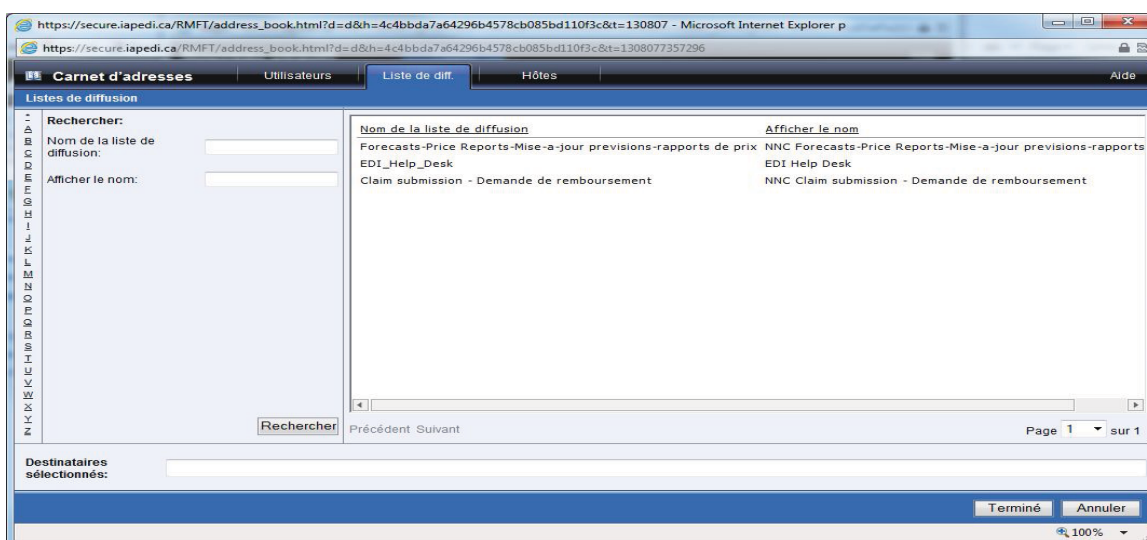 https://secure.iapedi.ca/RMFT/address_book.html?d=d&h=4c4bbda7a64296b4578cb085bd110f3c&t=130807 - Microsoft Internet Explorer p
https://secure.iapedi.ca/RMFT/address_book.html?d=d&h=4c4bbda7a64296b4578cb085bd110f3c&t=1308077357296
Carnet d'adresses Utilisateurs Liste de diff. Hôtes Aide
Listes de diffusion
*
A
B
C
D
E
F
G
H
I
J
K
L
M
N
O
P
Q
R
S
T
U
V
W
X
Y
Z
Rechercher:
Nom de la liste de
diffusion:
Afficher le nom:
Rechercher
Nom de la liste de diffusion Afficher le nom
Forecasts-Price Reports-Mise-a-jour previsions-rapports de prix NNC Forecasts-Price Reports-Mise-a-jour previsions-rapports
EDI_Help_Desk EDI Help Desk
Claim submission - Demande de remboursement NNC Claim submission - Demande de remboursement
Précédent Suivant Page 1 sur 1
Destinataires
sélectionnés:
Terminé Annuler
100%